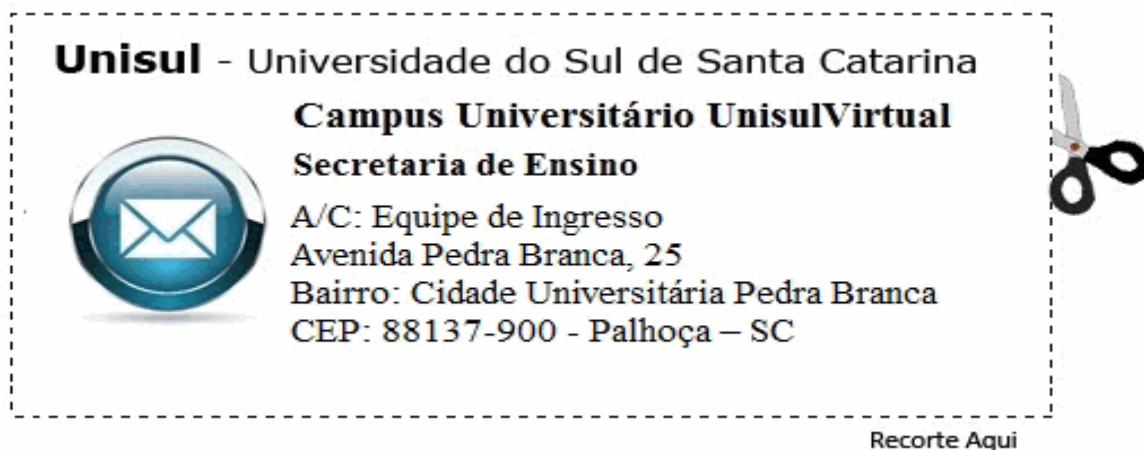 Unisul - Universidade do Sul de Santa Catarina
Campus Universitário UnisulVirtual
Secretaria de Ensino
A/C: Equipe de Ingresso
Avenida Pedra Branca, 25
Bairro: Cidade Universitária Pedra Branca
CEP: 88137-900 - Palhoça – SC
Recorte Aqui